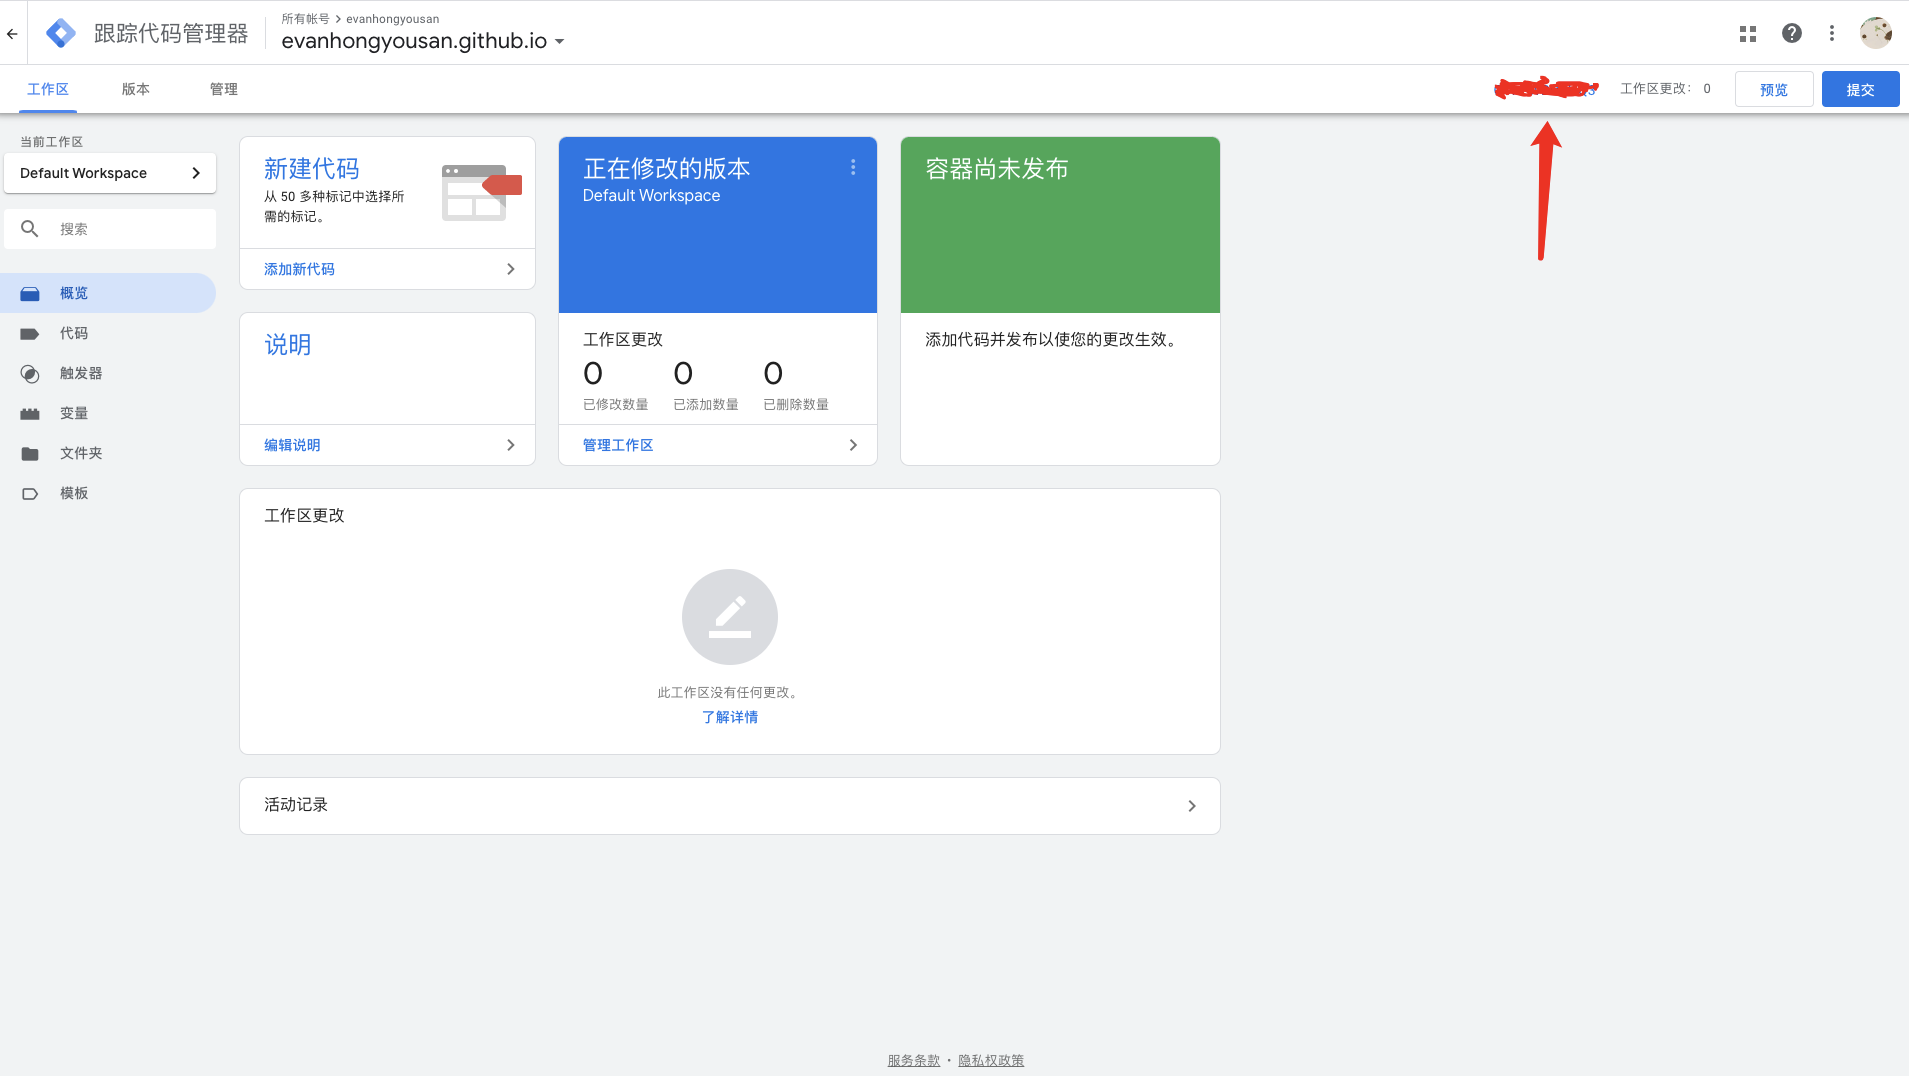 跟踪代码管理器
所有帐号 > evanhongyousan
evanhongyousan.github.io
工作区
版本
管理
工作区更改： 0
预览
提交
当前工作区
Default Workspace
搜索
概览
代码
触发器
变量
文件夹
模板
新建代码
从 50 多种标记中选择所
需的标记。
添加新代码
说明
编辑说明
正在修改的版本
Default Workspace
工作区更改
0 0 0
已修改数量 已添加数量 已删除数量
管理工作区
容器尚未发布
添加代码并发布以使您的更改生效。
工作区更改
此工作区没有任何更改。
了解详情
活动记录
服务条款 • 隐私权政策